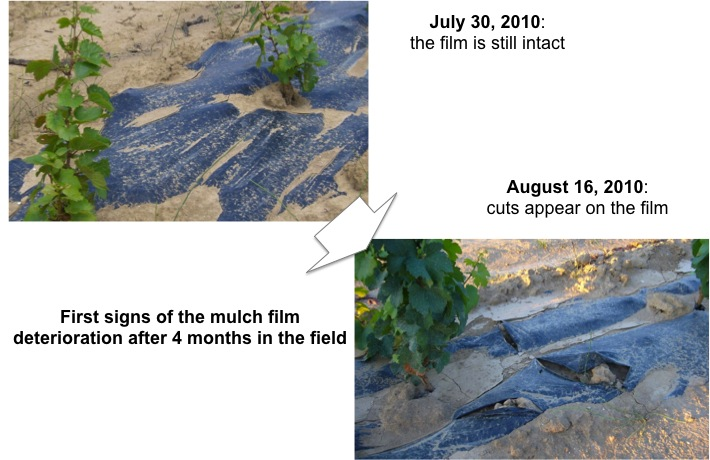 July 30, 2010:
the film is still intact
August 16, 2010:
cuts appear on the film
First signs of the mulch film
deterioration after 4 months in the field